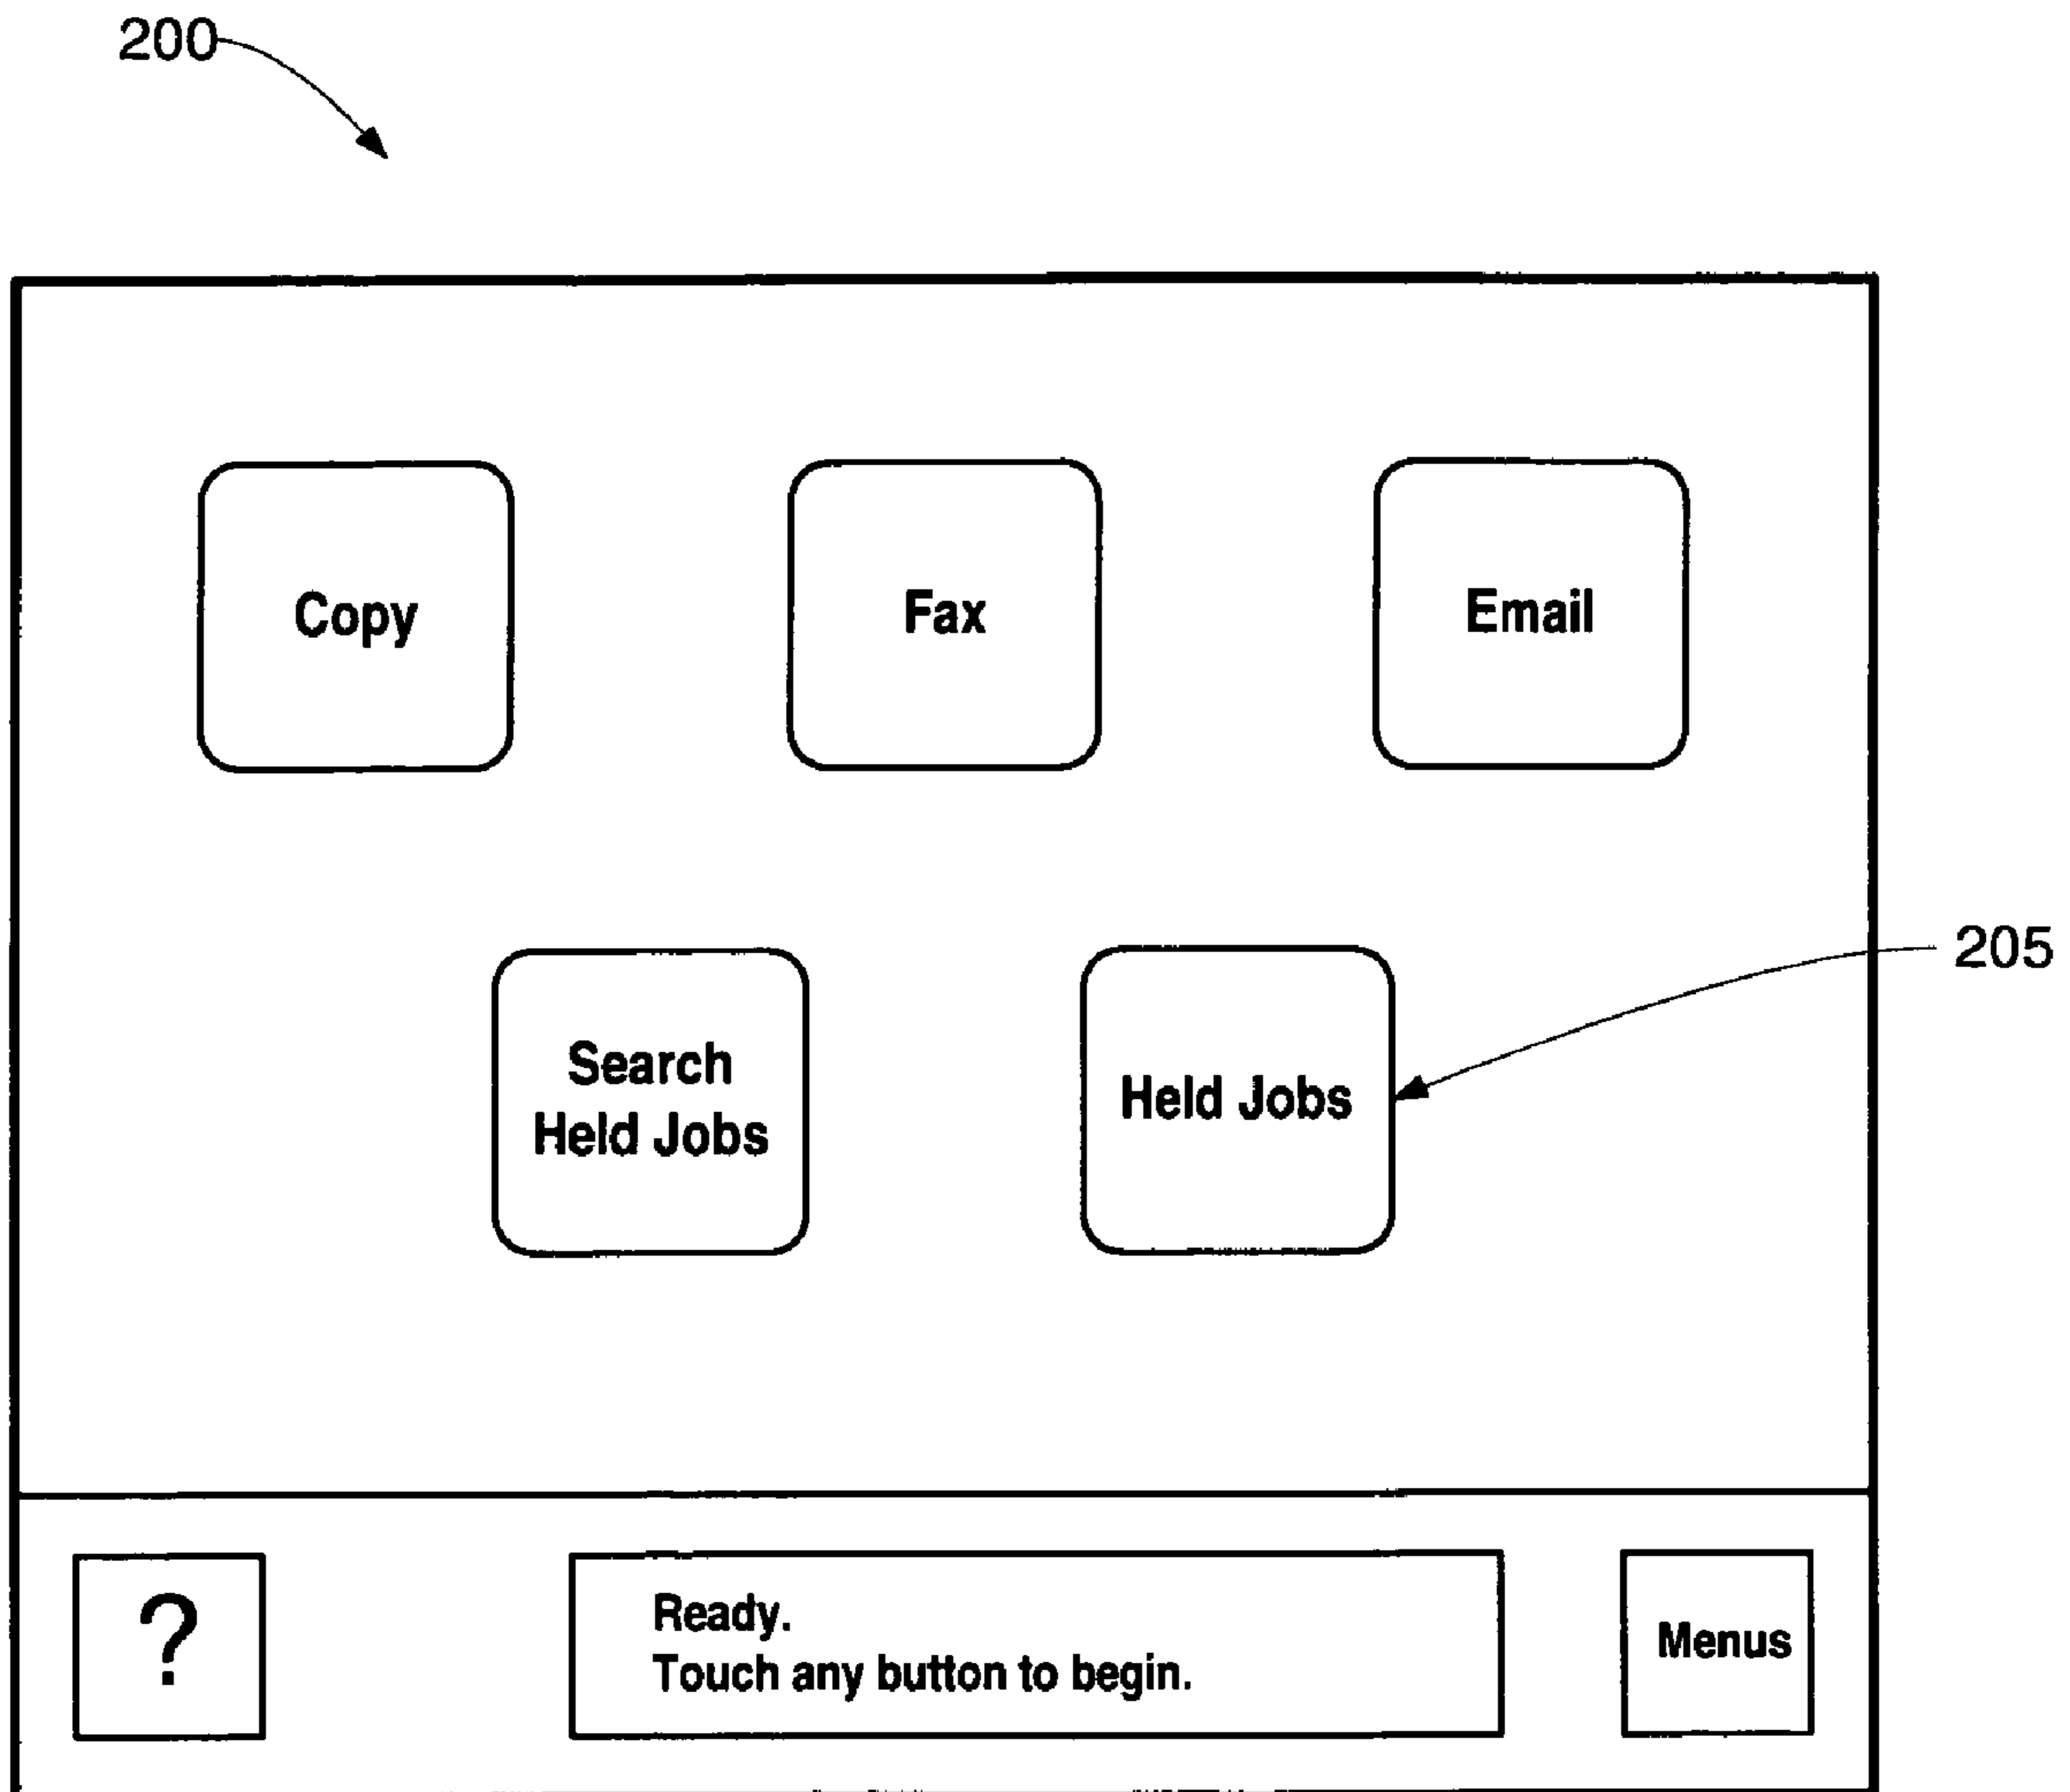 200
Copy
Fax
Email
205
Search
Held Jobs
Held Jobs
?
Ready.
Touch any button to begin.
Menus